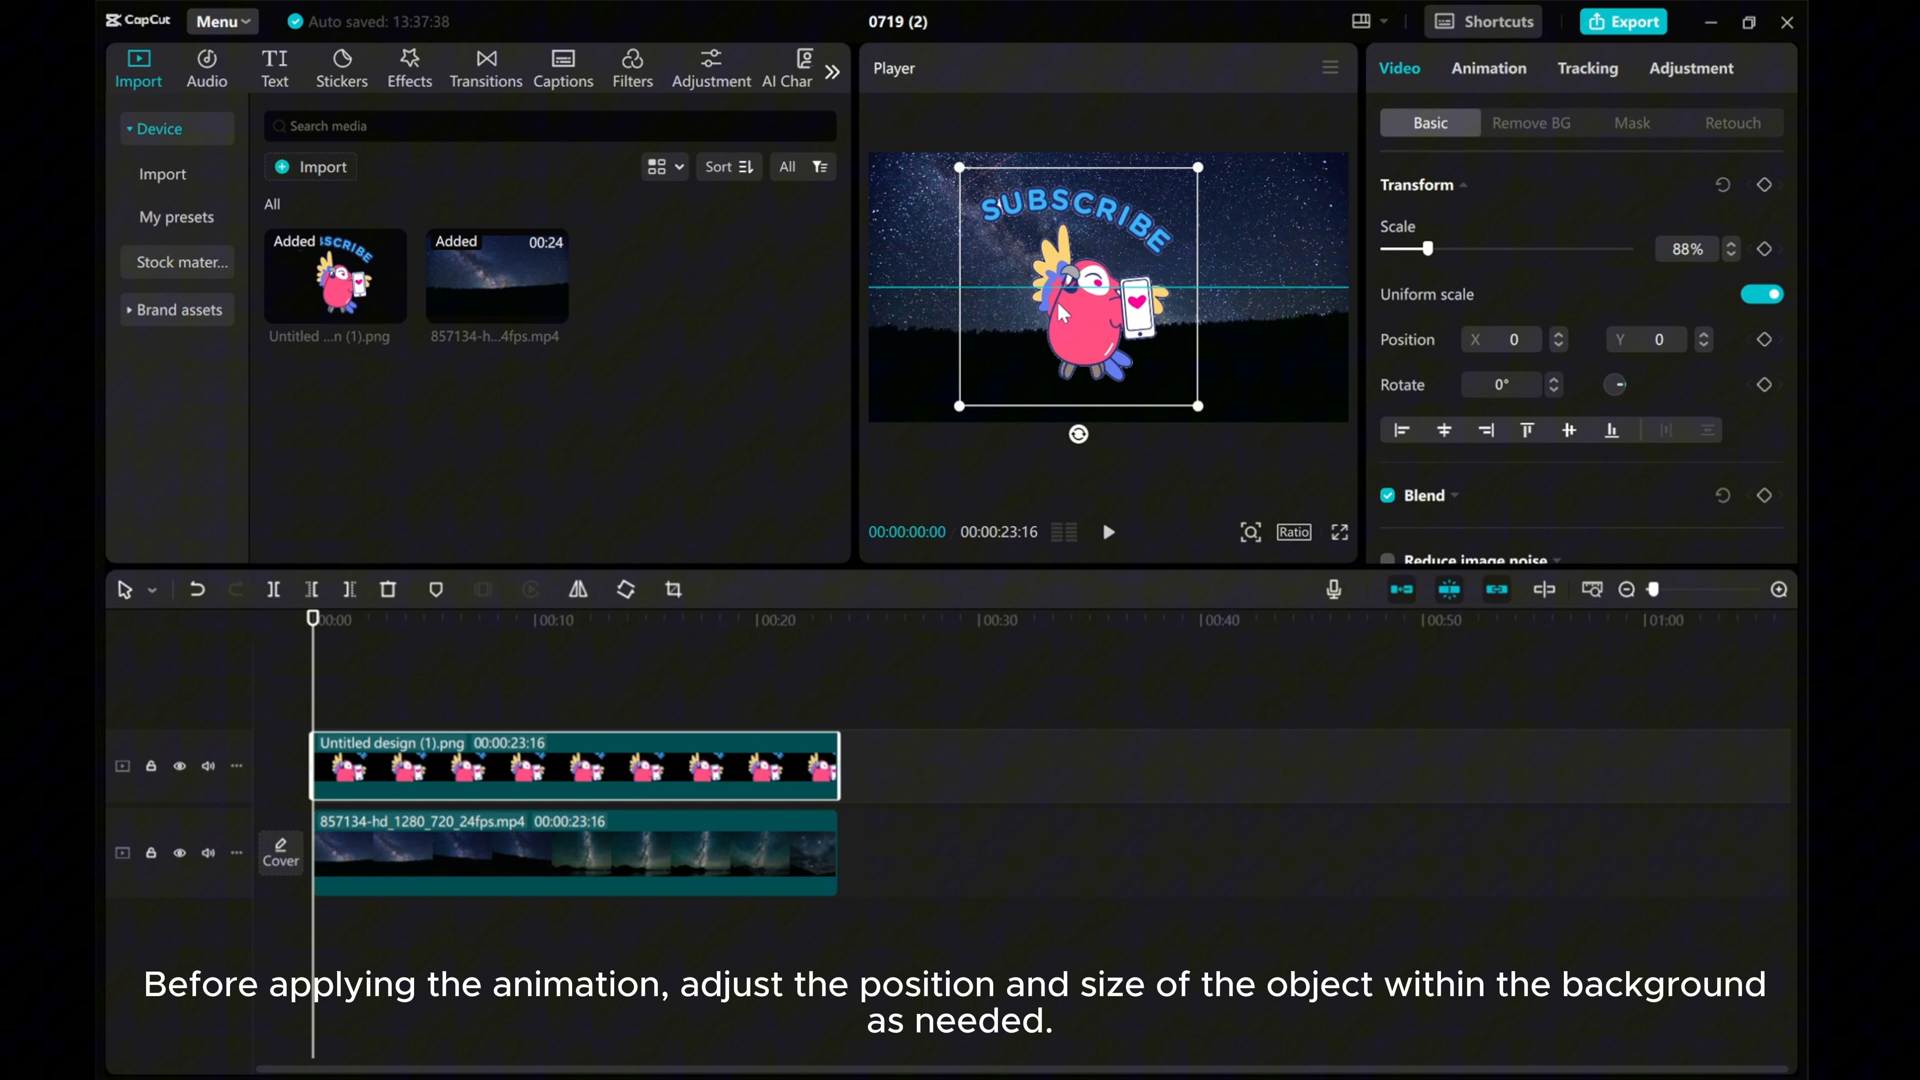 CapCut
Menu
Auto saved: 13:37:38
0719 (2)
Shortcuts
Export
Import
Audio
TI
Text
Stickers
Effects
Transitions
Captions
Filters
Adjustment
AI Char
Device
Import
My presets
Stock mater...
Brand assets
Search media
Import
Sort
All
All
Added
SCRIBE
Untitled ...n (1).png
Added
00:24
857134-h...4fps.mp4
Player
SUBSCRIBE
00:00:00:00
00:00:23:16
Ratio
Video
Animation
Tracking
Adjustment
Basic
Remove BG
Mask
Retouch
Transform
Scale
88%
Uniform scale
Position
X 0
Y 0
Rotate
0°
Blend
Reduce image noise
00:00
00:10
00:20
00:30
00:40
00:50
01:00
Untitled design (1).png 00:00:23:16
857134-hd_1280_720_24fps.mp4 00:00:23:16
Cover
Before applying the animation, adjust the position and size of the object within the background
as needed.